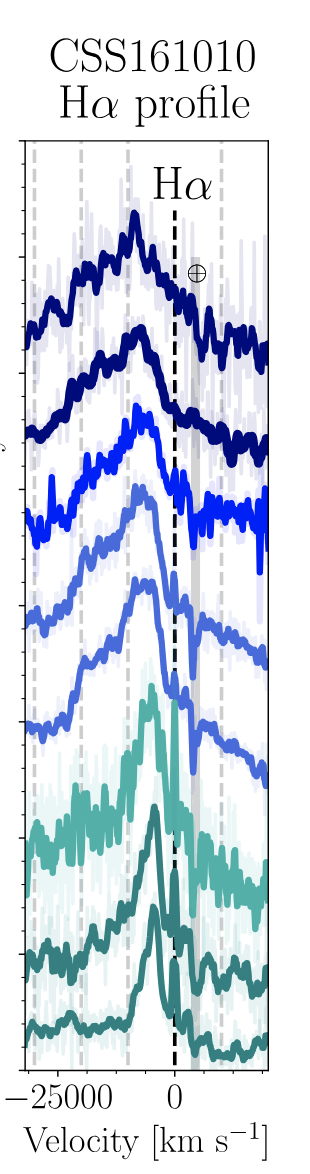 CSS161010
Hα profile
Hα
⊕
−25000 0
Velocity [km s⁻¹]